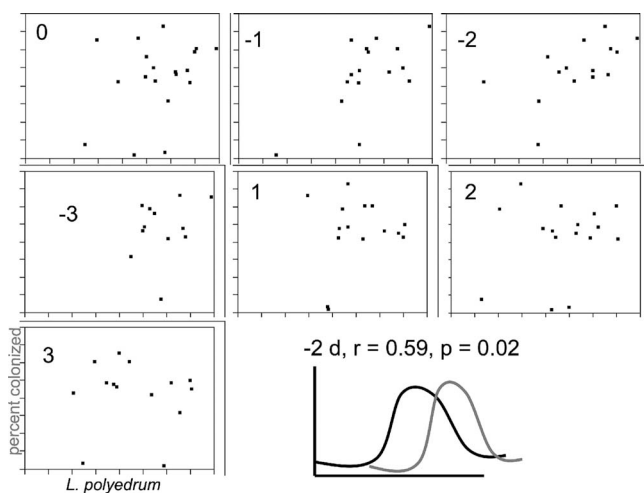 0
-1
-2
-3
1
2
3
percent colonized
L. polyedrum
-2 d, r = 0.59, p = 0.02